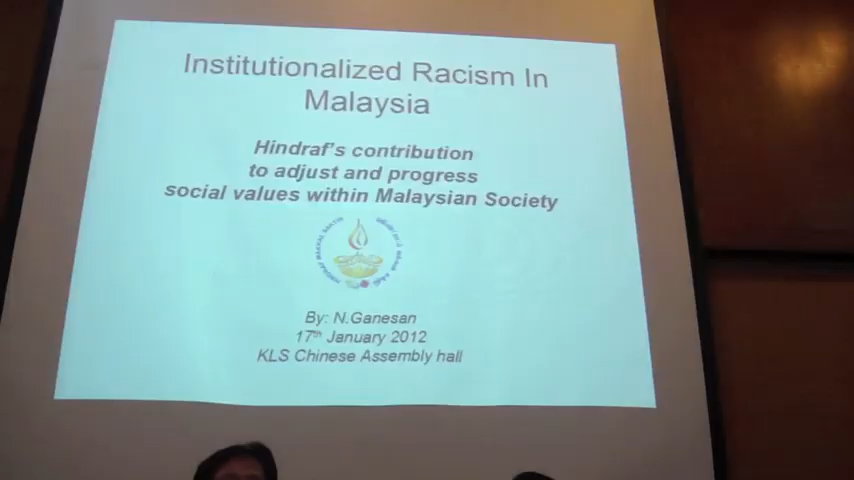 Institutionalized Racism In
Malaysia
Hindraf's contribution
to adjust and progress
social values within Malaysian Society
By: N.Ganesan
17th January 2012
KLS Chinese Assembly hall